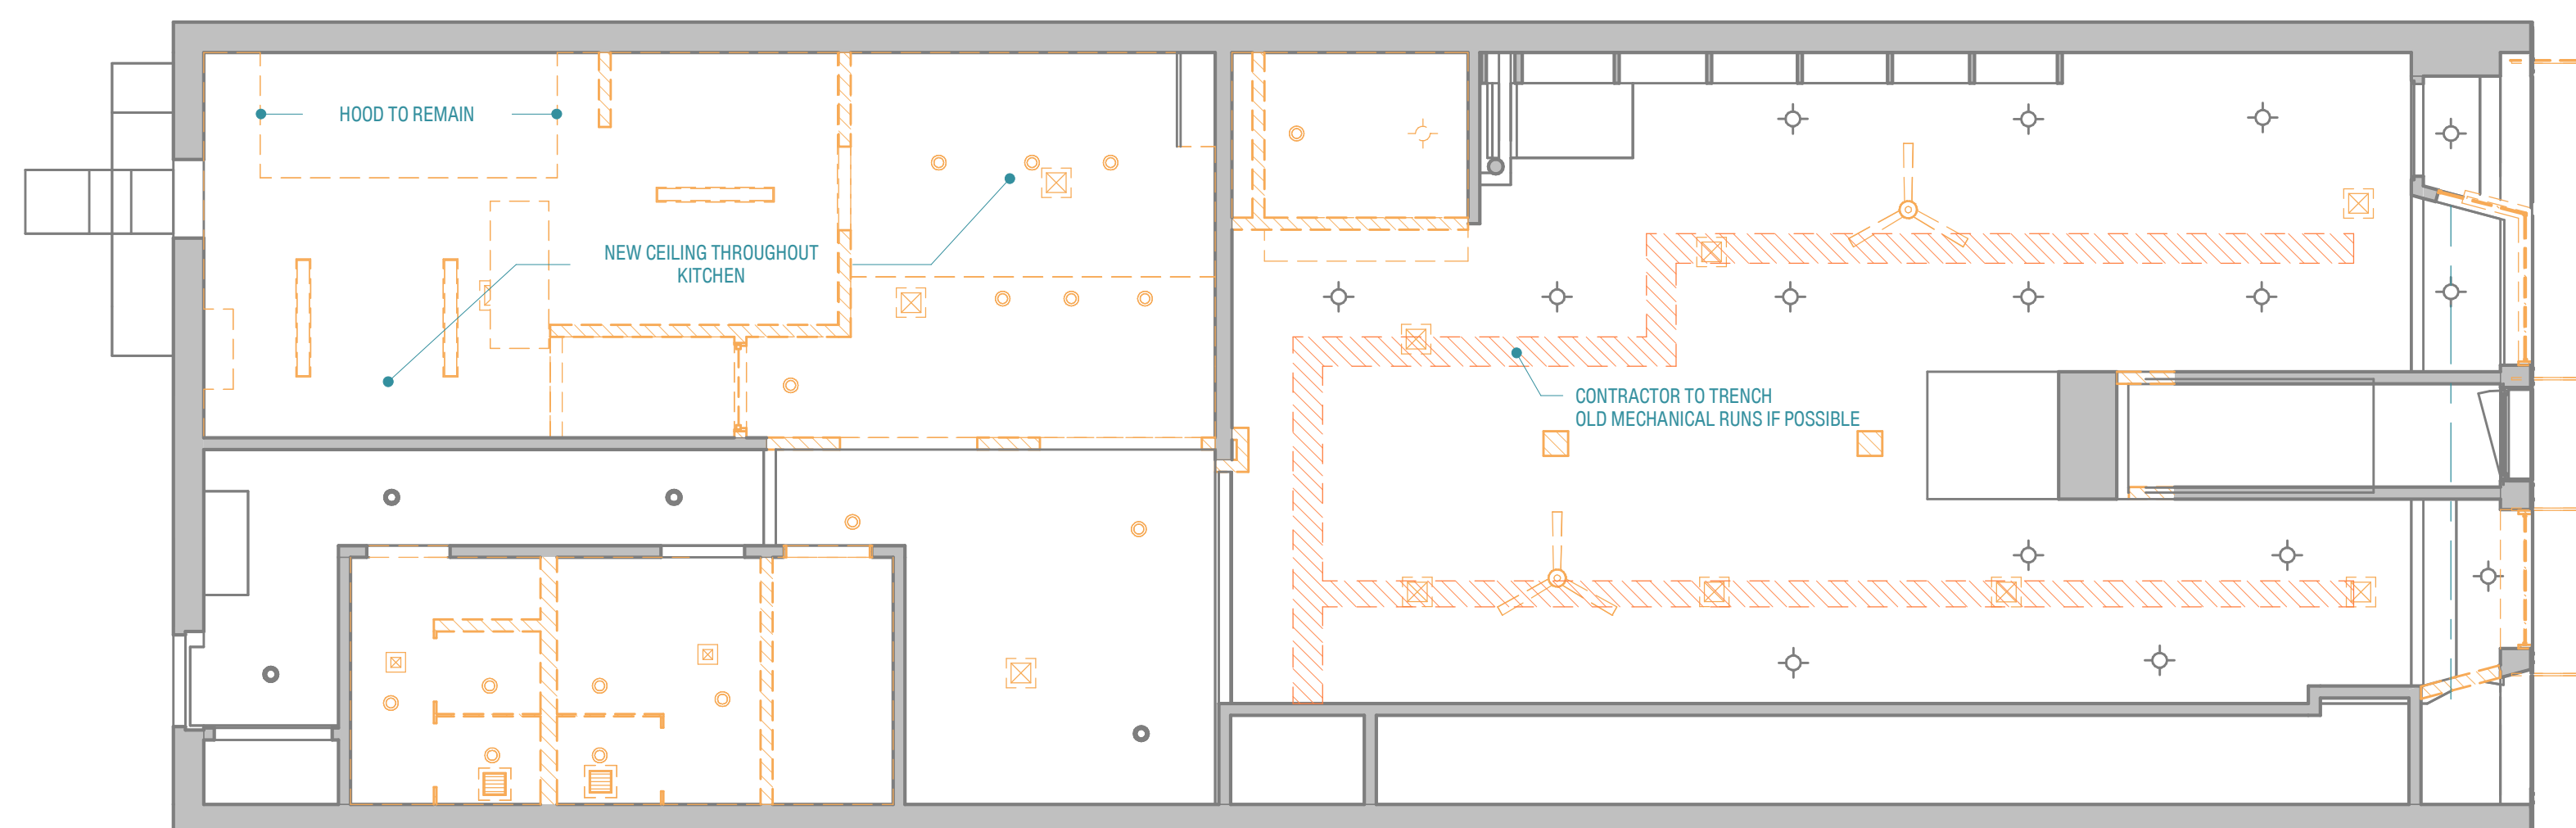 HOOD TO REMAIN
NEW CEILING THROUGHOUT
KITCHEN
CONTRACTOR TO TRENCH
OLD MECHANICAL RUNS IF POSSIBLE